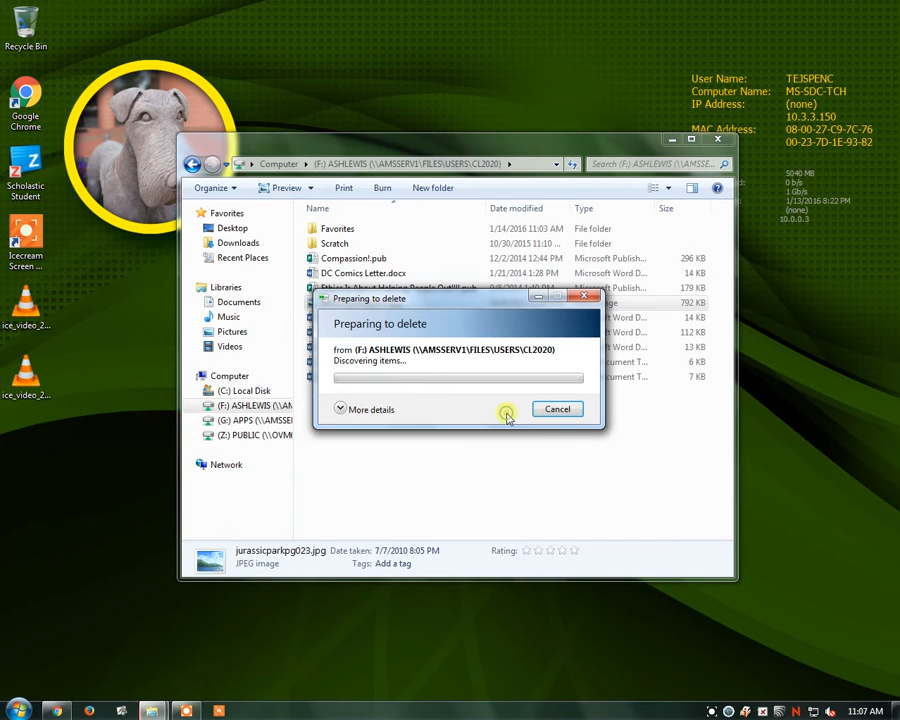 Recycle Bin
Google
Chrome
Scholastic
Student
Icecream
Screen ...
ice_video_2...
ice_video_2...
User Name: TEJSPENC
Computer Name: MS-SDC-TCH
IP Address: (none)
10.3.3.150
MAC Address: 08-00-27-C9-7C-76
00-23-7D-1E-93-82
5040 MB
0 b/s
1 Gb/s
1/13/2016 8:22 PM
(none)
10.0.0.3
Computer (F:) ASHLEWIS (\\AMSSERV1\FILES\USERS\CL2020)
Search (F:) ASHLEWIS (\\AMSSE...
Organize Preview Print Burn New folder
Favorites
Desktop
Downloads
Recent Places
Libraries
Documents
Music
Pictures
Videos
Computer
(C:) Local Disk
(F:) ASHLEWIS (\\AM
(G:) APPS (\\AMSSE
(Z:) PUBLIC (\\OVM
Network
Name Date modified Type Size
Favorites 1/14/2016 11:03 AM File folder
Scratch 10/30/2015 11:10 ... File folder
Compassion!.pub 12/2/2014 12:44 PM Microsoft Publish... 296 KB
DC Comics Letter.docx 1/21/2014 1:28 PM Microsoft Word D... 14 KB
Microsoft Publish... 179 KB
792 KB
14 KB
112 KB
13 KB
6 KB
7 KB
Preparing to delete
Preparing to delete
from (F:) ASHLEWIS (\\AMSSERV1\FILES\USERS\CL2020)
Discovering items...
More details Cancel
jurassicparkpg023.jpg Date taken: 7/7/2010 8:05 PM Rating:
JPEG image Tags: Add a tag
11:07 AM